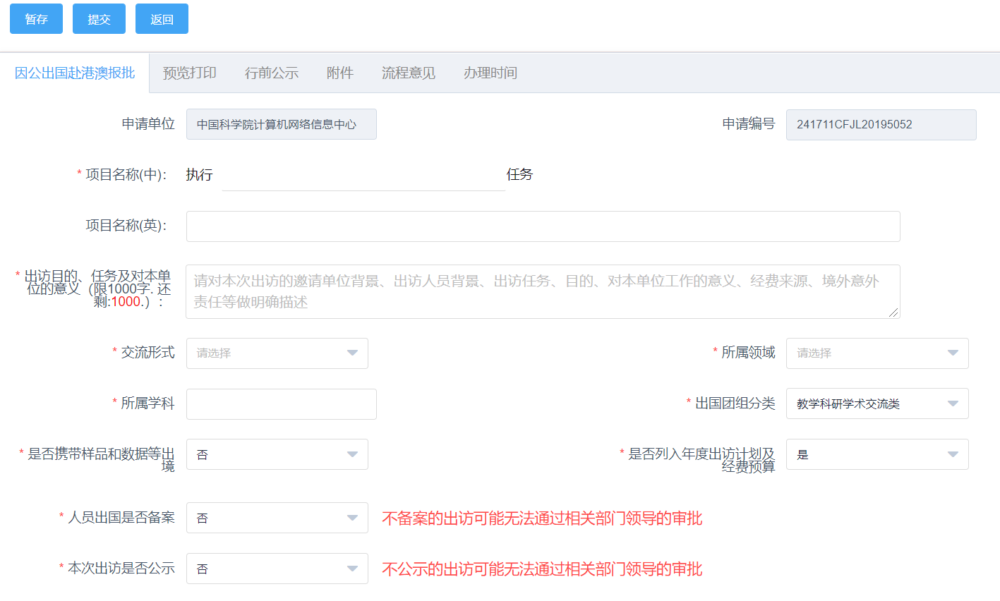 暂存 提交 返回
因公出国赴港澳报批 预览打印 行前公示 附件 流程意见 办理时间
申请单位 中国科学院计算机网络信息中心 申请编号 241711CFJL20195052
* 项目名称(中): 执行 任务
项目名称(英):
* 出访目的、任务及对本单
位的意义（限1000字. 还
剩:1000.）:
请对本次出访的邀请单位背景、出访人员背景、出访任务、目的、对本单位工作的意义、经费来源、境外意外
责任等做明确描述
* 交流形式 请选择 * 所属领域 请选择
* 所属学科 * 出国团组分类 教学科研学术交流类
* 是否携带样品和数据等出
境 否
* 是否列入年度出访计划及
经费预算 是
* 人员出国是否备案 否 不备案的出访可能无法通过相关部门领导的审批
* 本次出访是否公示 否 不公示的出访可能无法通过相关部门领导的审批